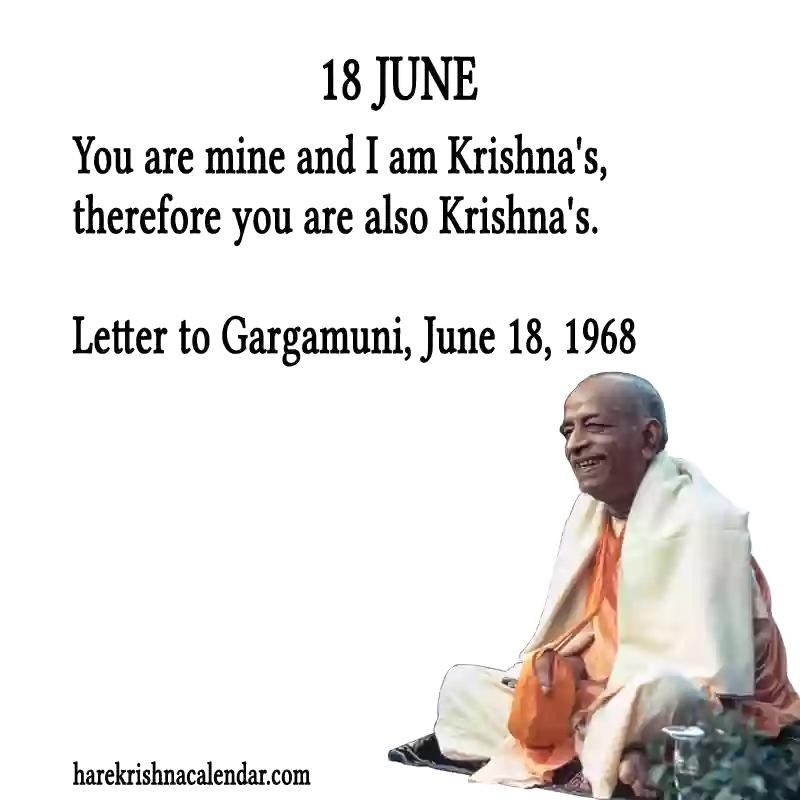 18 JUNE
You are mine and I am Krishna's,
therefore you are also Krishna's.
Letter to Gargamuni, June 18, 1968
harekrishnacalendar.com